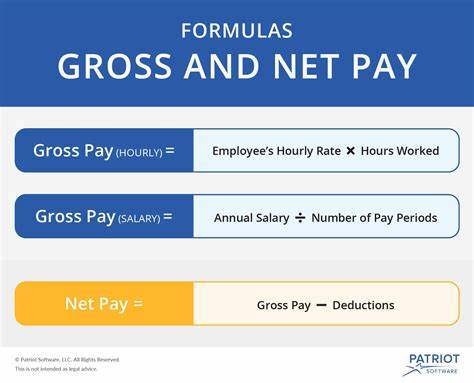 FORMULAS
GROSS AND NET PAY
Gross Pay (HOURLY) = Employee’s Hourly Rate × Hours Worked
Gross Pay (SALARY) = Annual Salary ÷ Number of Pay Periods
Net Pay = Gross Pay − Deductions
© Patriot Software, LLC. All Rights Reserved.
This is not intended as legal advice.
PATRIOT
SOFTWARE